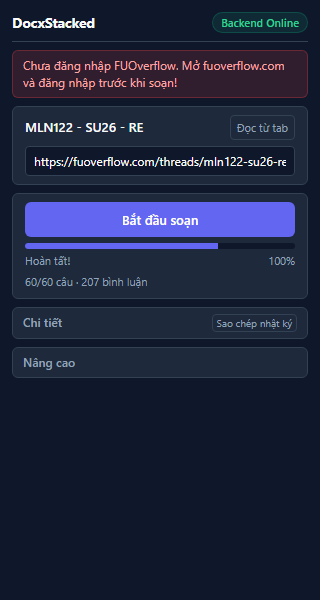 DocxStacked
Backend Online
Chưa đăng nhập FUOverflow. Mở fuoverflow.com
và đăng nhập trước khi soạn!
MLN122 - SU26 - RE
Đọc từ tab
https://fuoverflow.com/threads/mln122-su26-re
Bắt đầu soạn
Hoàn tất!
100%
60/60 câu · 207 bình luận
Chi tiết
Sao chép nhật ký
Nâng cao